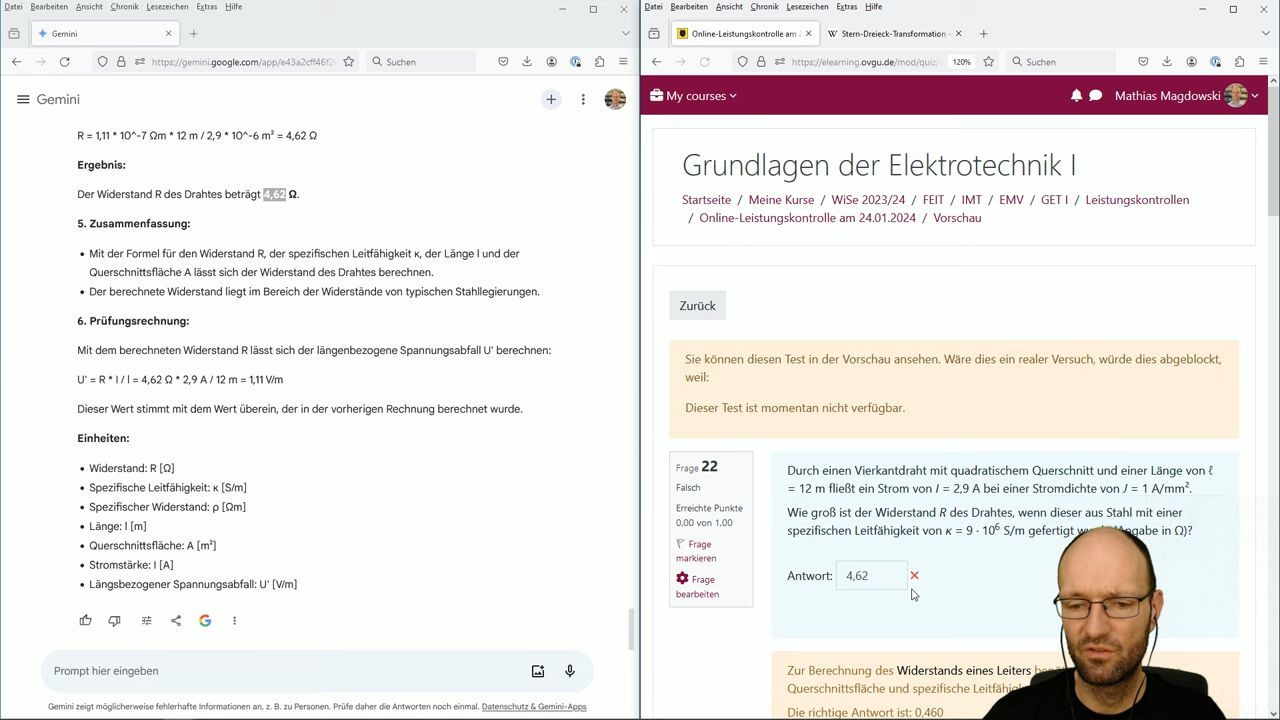 Datei Bearbeiten Ansicht Chronik Lesezeichen Extras Hilfe
Gemini
https://gemini.google.com/app/e43a2cff46f2
Suchen
Gemini
R = 1,11 * 10^-7 Ωm * 12 m / 2,9 * 10^-6 m² = 4,62 Ω
Ergebnis:
Der Widerstand R des Drahtes beträgt 4,62 Ω.
5. Zusammenfassung:
• Mit der Formel für den Widerstand R, der spezifischen Leitfähigkeit κ, der Länge l und der
Querschnittsfläche A lässt sich der Widerstand des Drahtes berechnen.
• Der berechnete Widerstand liegt im Bereich der Widerstände von typischen Stahllegierungen.
6. Prüfungsrechnung:
Mit dem berechneten Widerstand R lässt sich der längenbezogene Spannungsabfall U' berechnen:
U' = R * I / l = 4,62 Ω * 2,9 A / 12 m = 1,11 V/m
Dieser Wert stimmt mit dem Wert überein, der in der vorherigen Rechnung berechnet wurde.
Einheiten:
• Widerstand: R [Ω]
• Spezifische Leitfähigkeit: κ [S/m]
• Spezifischer Widerstand: ρ [Ωm]
• Länge: l [m]
• Querschnittsfläche: A [m²]
• Stromstärke: I [A]
• Längsbezogener Spannungsabfall: U' [V/m]
Prompt hier eingeben
Gemini zeigt möglicherweise fehlerhafte Informationen an, z. B. zu Personen. Prüfe daher die Antworten noch einmal. Datenschutz & Gemini-Apps
Datei Bearbeiten Ansicht Chronik Lesezeichen Extras Hilfe
Online-Leistungskontrolle am 2
Stern-Dreieck-Transformation –
https://elearning.ovgu.de/mod/quiz/
120%
Suchen
My courses
Mathias Magdowski
Grundlagen der Elektrotechnik I
Startseite / Meine Kurse / WiSe 2023/24 / FEIT / IMT / EMV / GET I / Leistungskontrollen
/ Online-Leistungskontrolle am 24.01.2024 / Vorschau
Zurück
Sie können diesen Test in der Vorschau ansehen. Wäre dies ein realer Versuch, würde dies abgeblockt,
weil:
Dieser Test ist momentan nicht verfügbar.
Frage 22
Falsch
Erreichte Punkte
0,00 von 1,00
Frage
markieren
Frage
bearbeiten
Durch einen Vierkantdraht mit quadratischem Querschnitt und einer Länge von ℓ
= 12 m fließt ein Strom von I = 2,9 A bei einer Stromdichte von J = 1 A/mm².
Wie groß ist der Widerstand R des Drahtes, wenn dieser aus Stahl mit einer
spezifischen Leitfähigkeit von κ = 9 · 10⁶ S/m gefertigt Angabe in Ω)?
Antwort: 4,62
Zur Berechnung des Widerstands eines Leiters
Querschnittsfläche und spezifische
Die richtige Antwort ist: 0,460